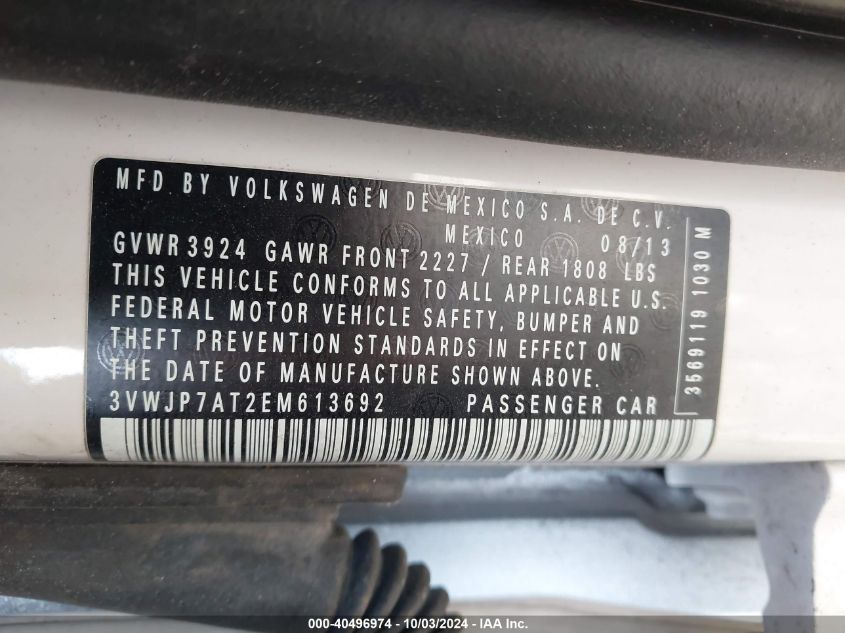 MFD BY VOLKSWAGEN DE MEXICO S.A. DE C.V.
MEXICO 08/13
GVWR 3924 GAWR FRONT 2227 / REAR 1808 LBS
THIS VEHICLE CONFORMS TO ALL APPLICABLE U.S.
FEDERAL MOTOR VEHICLE SAFETY, BUMPER AND
THEFT PREVENTION STANDARDS IN EFFECT ON
THE DATE OF MANUFACTURE SHOWN ABOVE.
3VWJP7AT2EM613692 PASSENGER CAR
3569119 1030 M
000-40496974 - 10/03/2024 - IAA Inc.